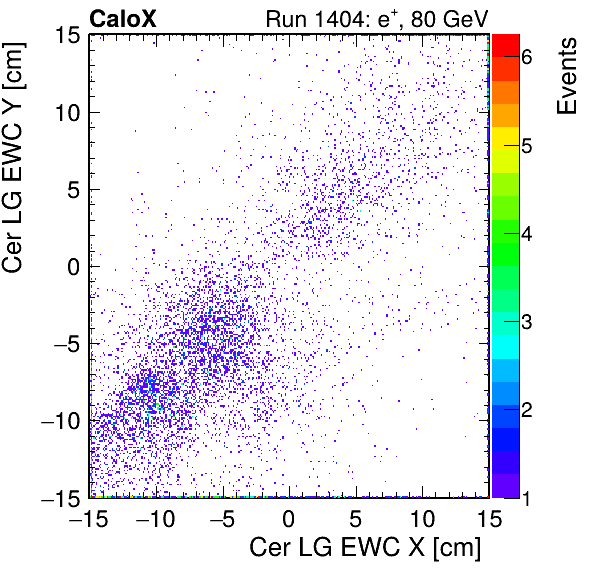 CaloX Run 1404: e⁺, 80 GeV
Events
Cer LG EWC Y [cm]
15
10
5
0
−5
−10
−15
6
5
4
3
2
1
−15 −10 −5 0 5 10 15
Cer LG EWC X [cm]